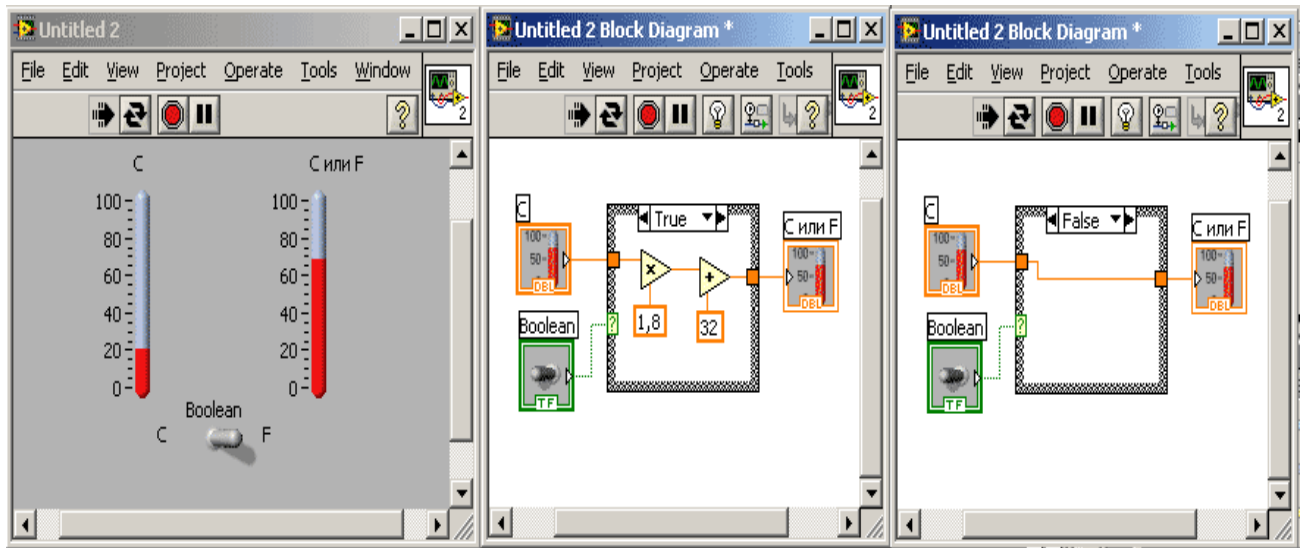 Untitled 2
File Edit View Project Operate Tools Window
2
C
C или F
100
80
60
40
20
0
100
80
60
40
20
0
Boolean
C F
Untitled 2 Block Diagram *
File Edit View Project Operate Tools
2
C
100
50
DBL
True
1,8
32
C или F
100
50
DBL
Boolean
?
TF
Untitled 2 Block Diagram *
File Edit View Project Operate Tools
2
C
100
50
DBL
False
C или F
100
50
DBL
Boolean
?
TF